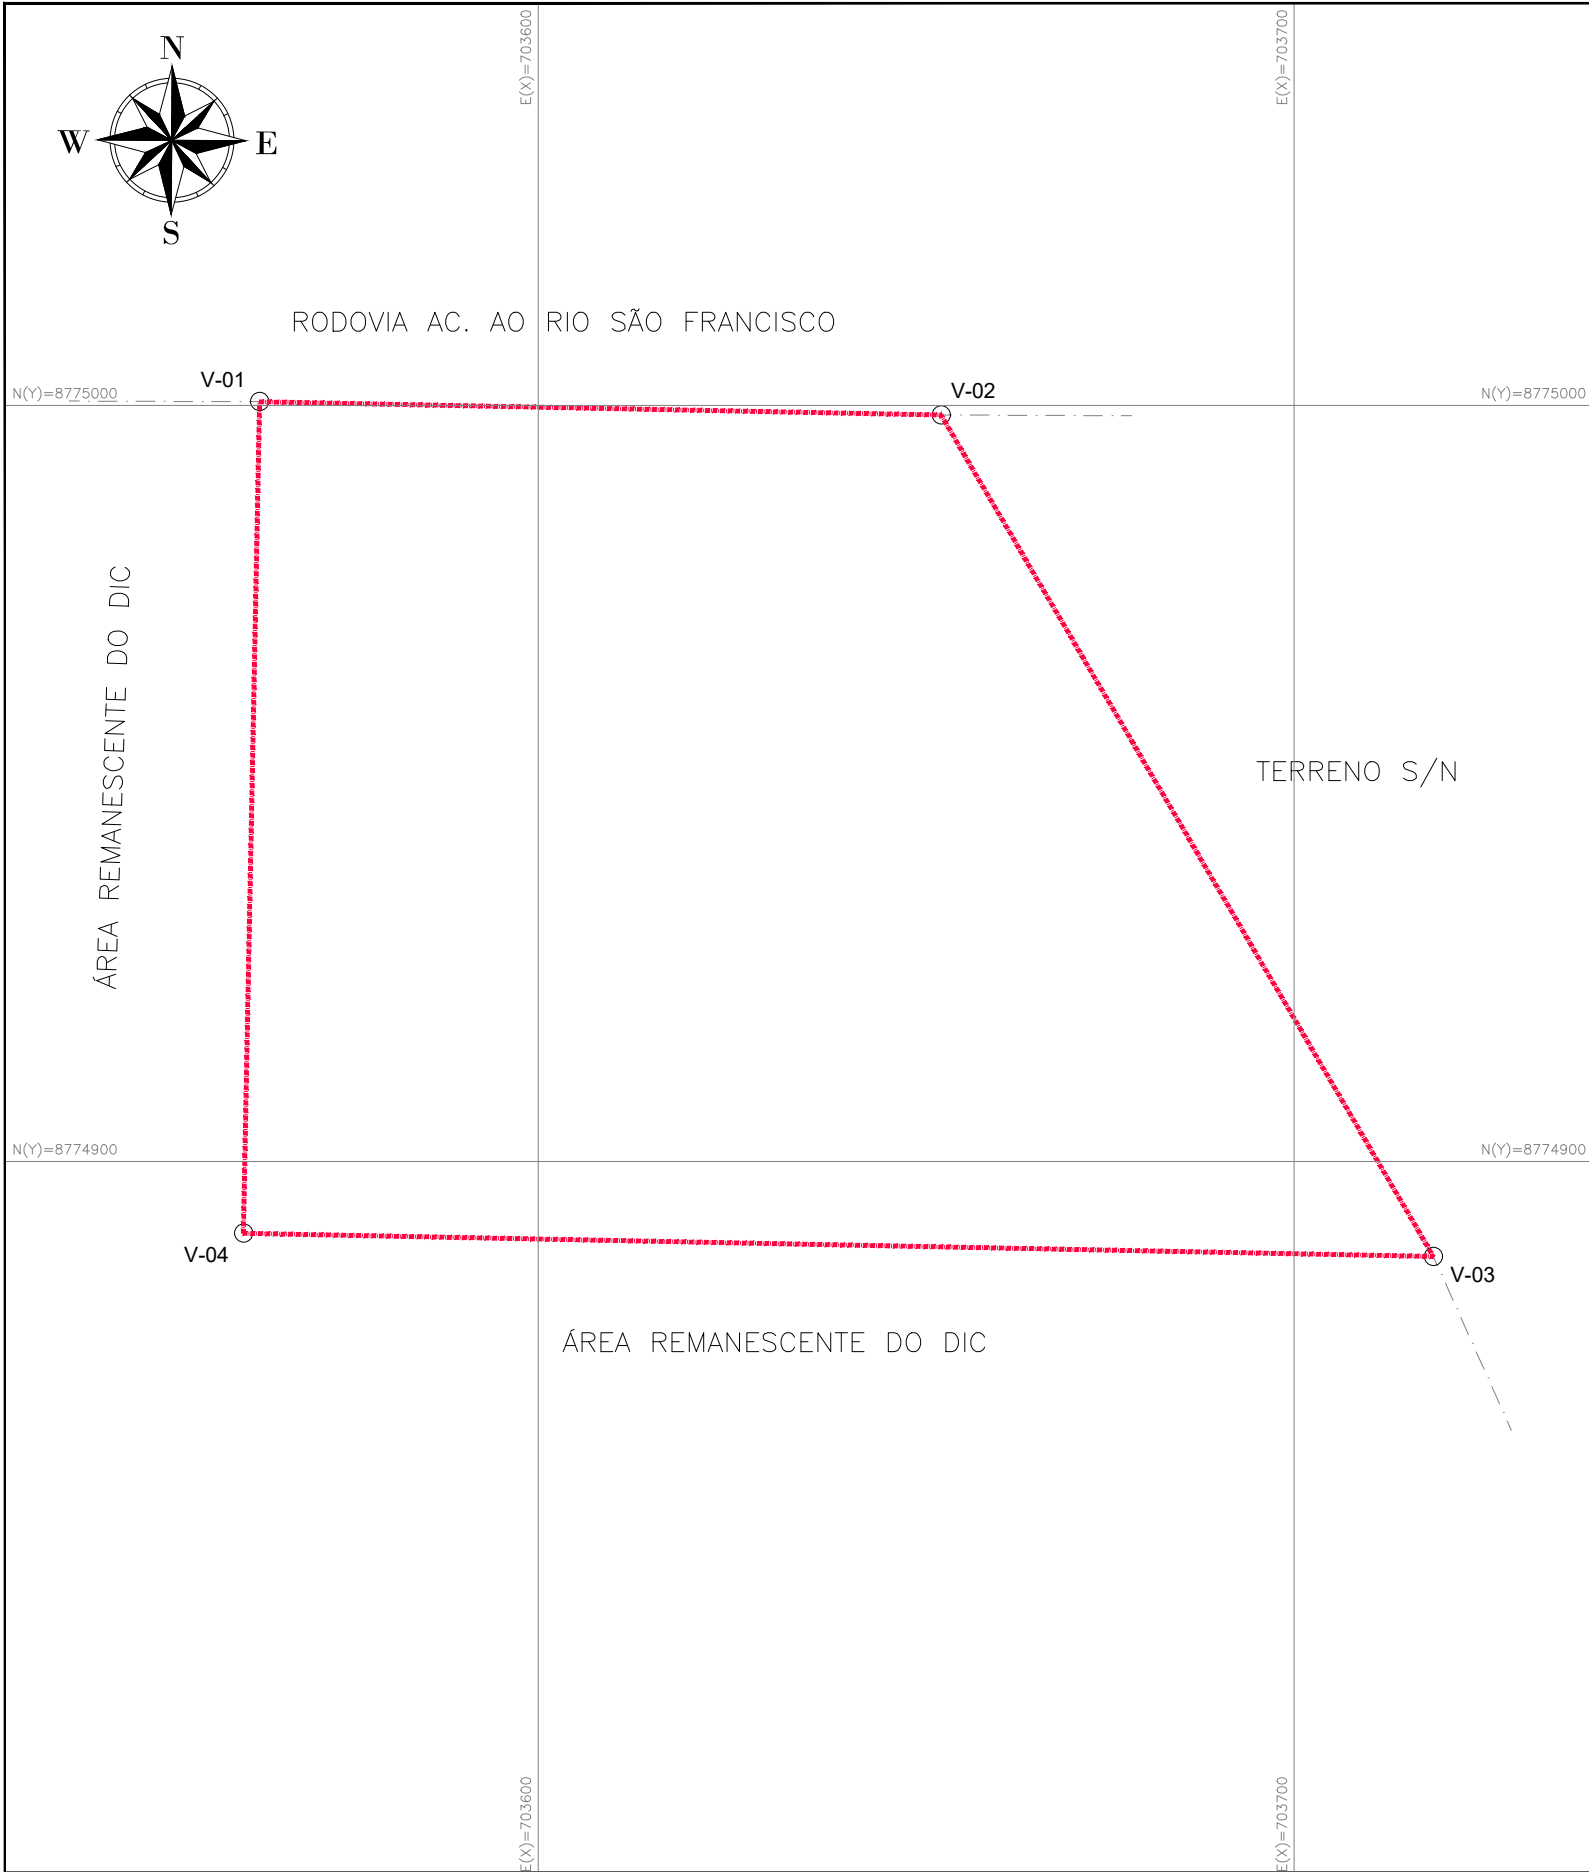 E(X)=703600
E(X)=703700
N
W
E
S
RODOVIA AC. AO RIO SÃO FRANCISCO
N(Y)=8775000
V-01
V-02
N(Y)=8775000
ÁREA REMANESCENTE DO DIC
TERRENO S/N
N(Y)=8774900
N(Y)=8774900
V-04
V-03
ÁREA REMANESCENTE DO DIC
E(X)=703600
E(X)=703700